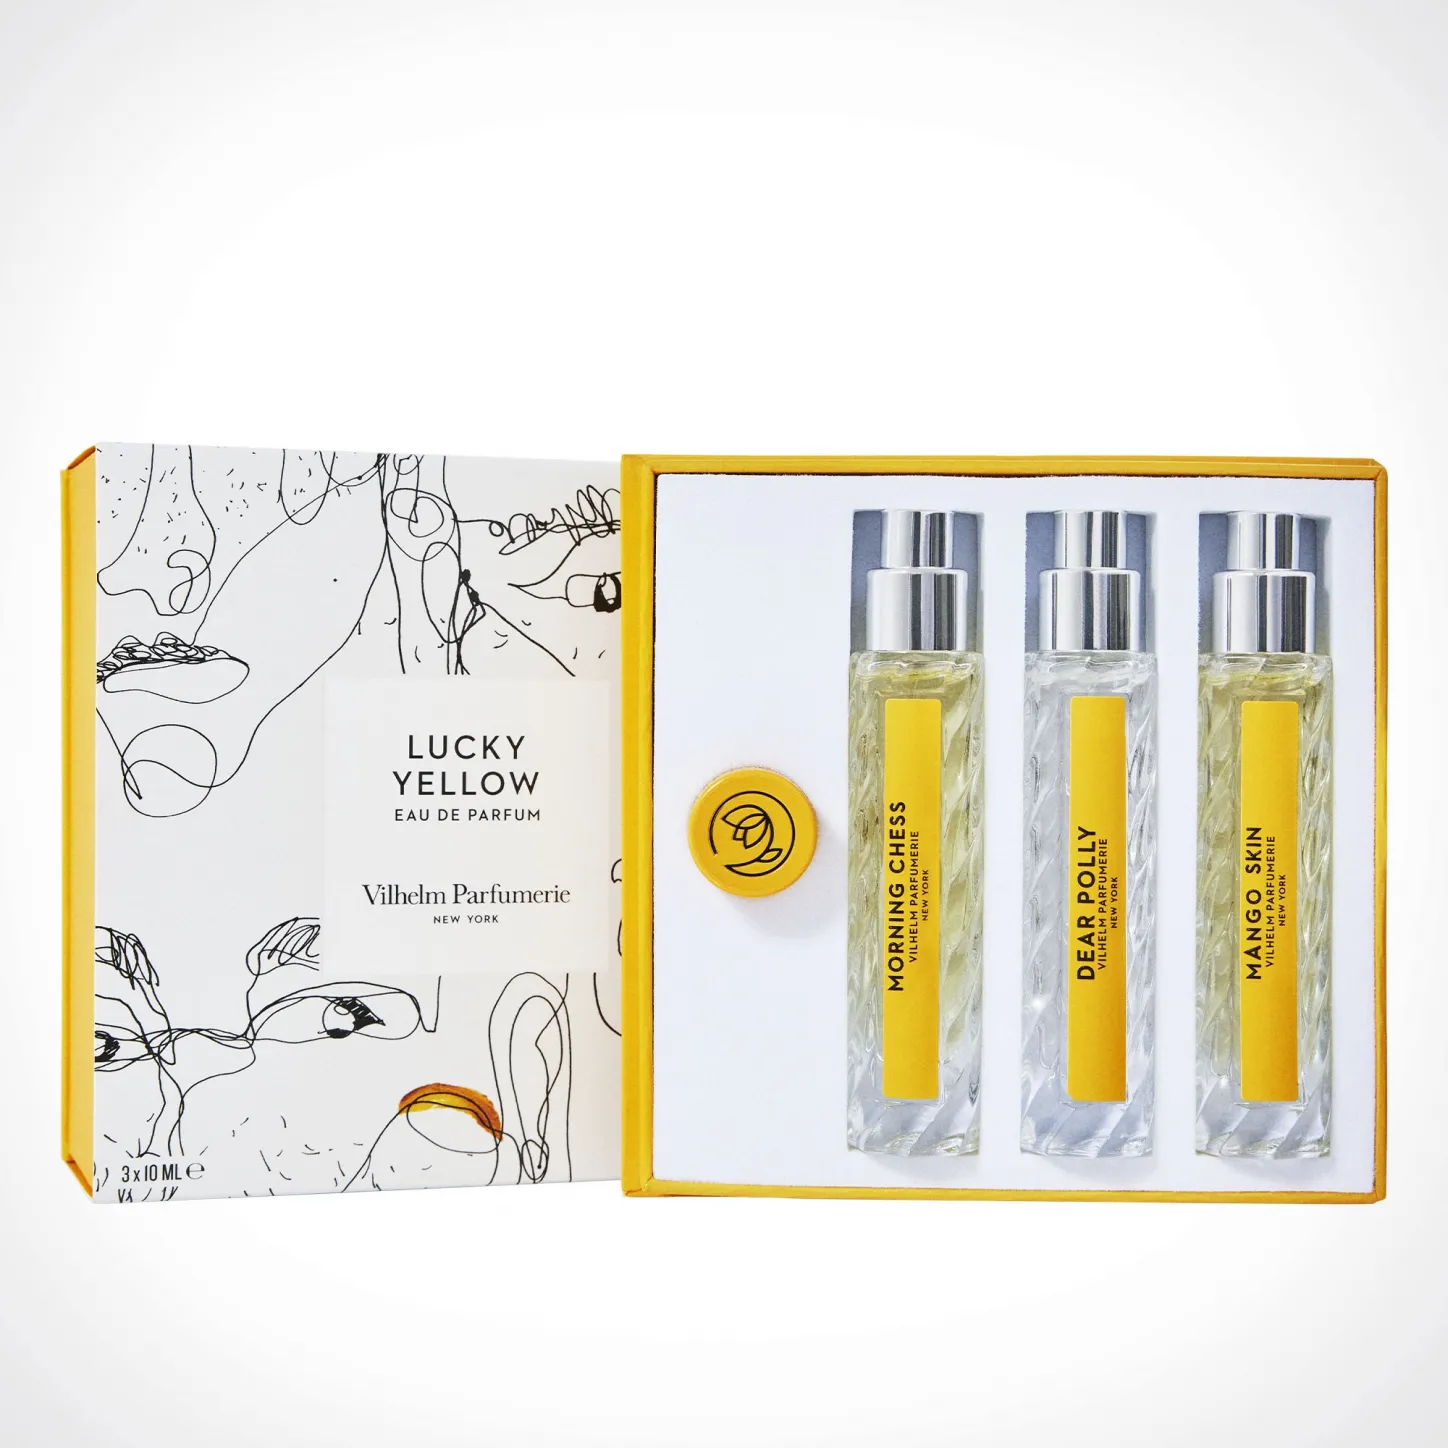 LUCKY
YELLOW
EAU DE PARFUM
Vilhelm Parfumerie
NEW YORK
3 x 10 ML ℮
MORNING CHESS
VILHELM PARFUMERIE
NEW YORK
DEAR POLLY
VILHELM PARFUMERIE
NEW YORK
MANGO SKIN
VILHELM PARFUMERIE
NEW YORK